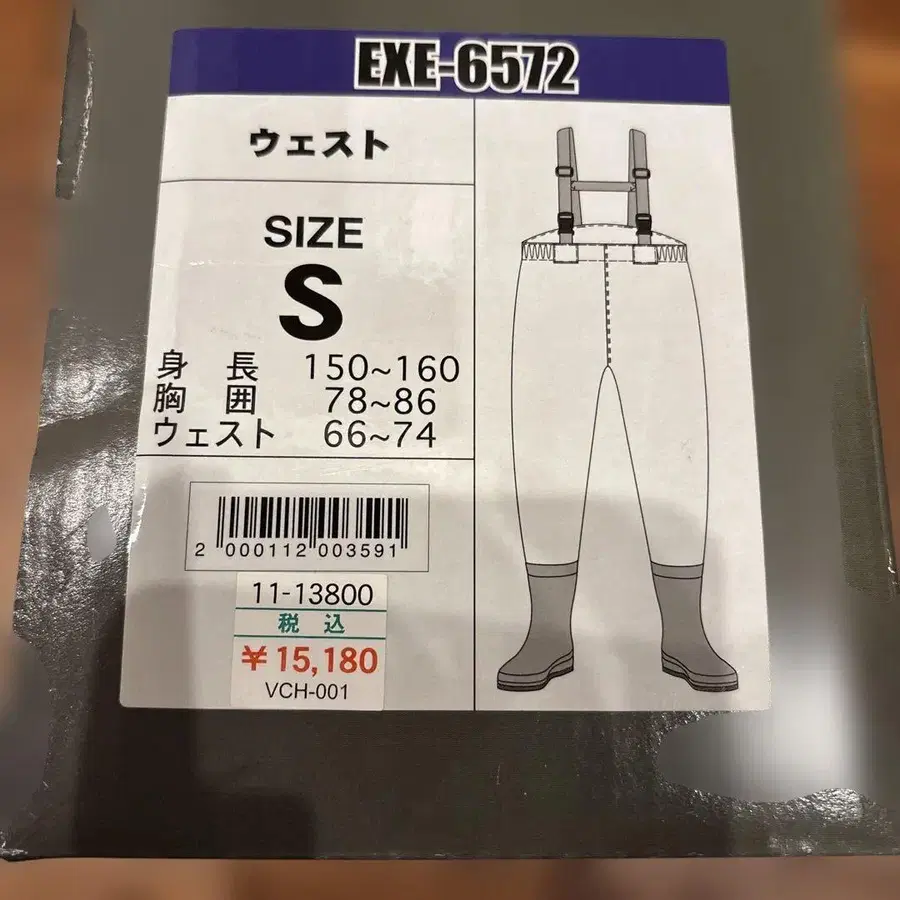 EXE-6572
ウェスト
SIZE
S
身 長 150~160
胸 囲 78~86
ウェスト 66~74
2 000112 003591
11-13800
税 込
¥15,180
VCH-001